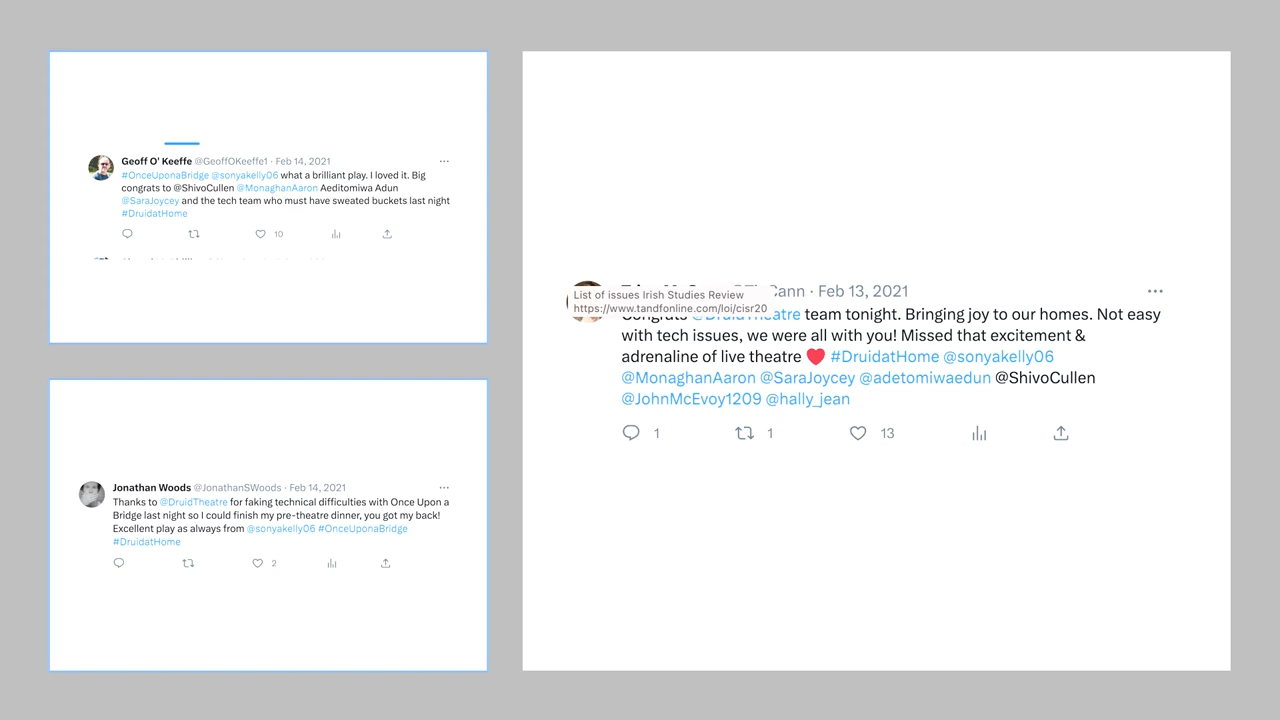 Geoff O' Keeffe @GeoffOKeeffe1 · Feb 14, 2021
#OnceUponaBridge @sonyakelly06 what a brilliant play. I loved it. Big
congrats to @ShivoCullen @MonaghanAaron Aeditomiwa Adun
@SaraJoycey and the tech team who must have sweated buckets last night
#DruidatHome
10
Jonathan Woods @JonathanSWoods · Feb 14, 2021
Thanks to @DruidTheatre for faking technical difficulties with Once Upon a
Bridge last night so I could finish my pre-theatre dinner, you got my back!
Excellent play as always from @sonyakelly06 #OnceUponaBridge
#DruidatHome
2
Cann · Feb 13, 2021
List of issues Irish Studies Review
https://www.tandfonline.com/loi/cisr20
Congrats @DruidTheatre team tonight. Bringing joy to our homes. Not easy
with tech issues, we were all with you! Missed that excitement &
adrenaline of live theatre ❤️ #DruidatHome @sonyakelly06
@MonaghanAaron @SaraJoycey @adetomiwaedun @ShivoCullen
@JohnMcEvoy1209 @hally_jean
1 1 13